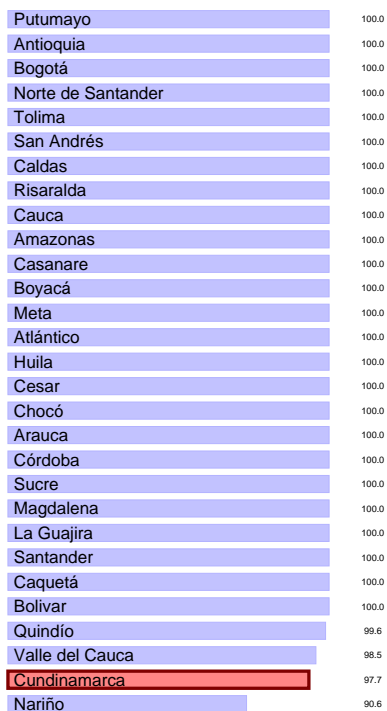 Putumayo 100.0
Antioquia 100.0
Bogotá 100.0
Norte de Santander 100.0
Tolima 100.0
San Andrés 100.0
Caldas 100.0
Risaralda 100.0
Cauca 100.0
Amazonas 100.0
Casanare 100.0
Boyacá 100.0
Meta 100.0
Atlántico 100.0
Huila 100.0
Cesar 100.0
Chocó 100.0
Arauca 100.0
Córdoba 100.0
Sucre 100.0
Magdalena 100.0
La Guajira 100.0
Santander 100.0
Caquetá 100.0
Bolivar 100.0
Quindío 99.6
Valle del Cauca 98.5
Cundinamarca 97.7
Nariño 90.6